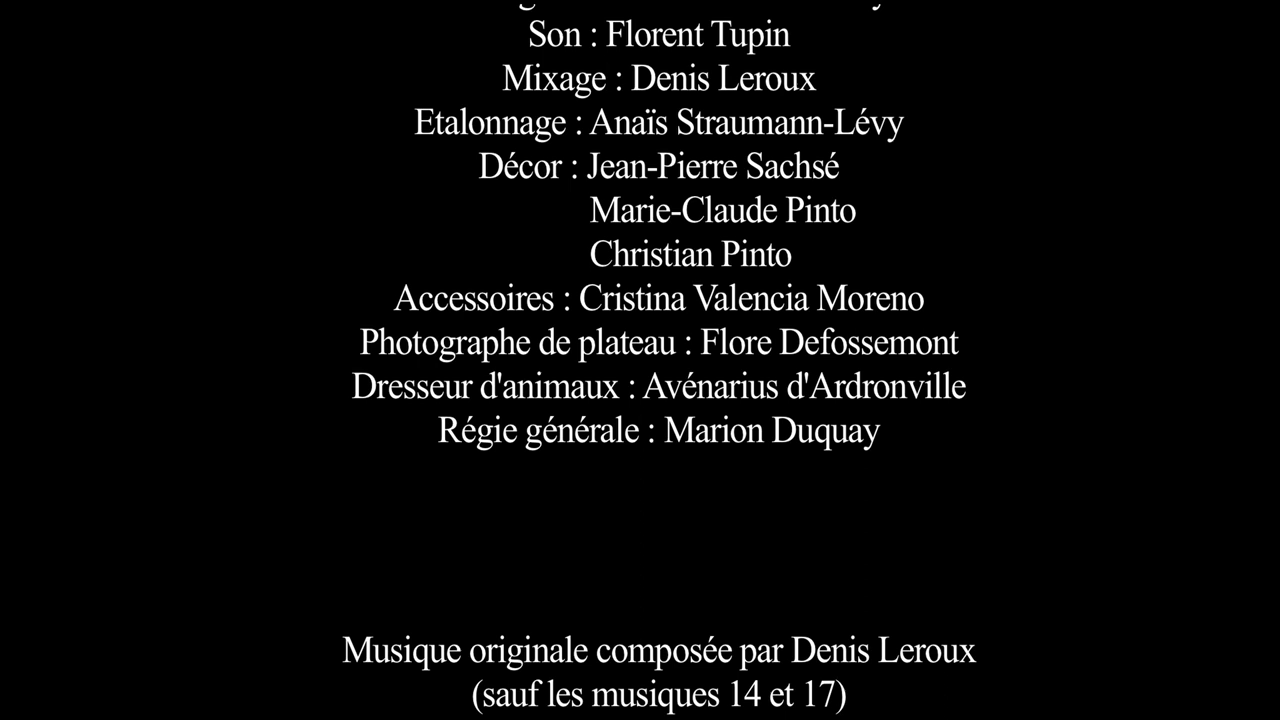 Son : Florent Tupin
Mixage : Denis Leroux
Etalonnage : Anaïs Straumann-Lévy
Décor : Jean-Pierre Sachsé
Marie-Claude Pinto
Christian Pinto
Accessoires : Cristina Valencia Moreno
Photographe de plateau : Flore Defossemont
Dresseur d'animaux : Avénarius d'Ardronville
Régie générale : Marion Duquay
Musique originale composée par Denis Leroux
(sauf les musiques 14 et 17)